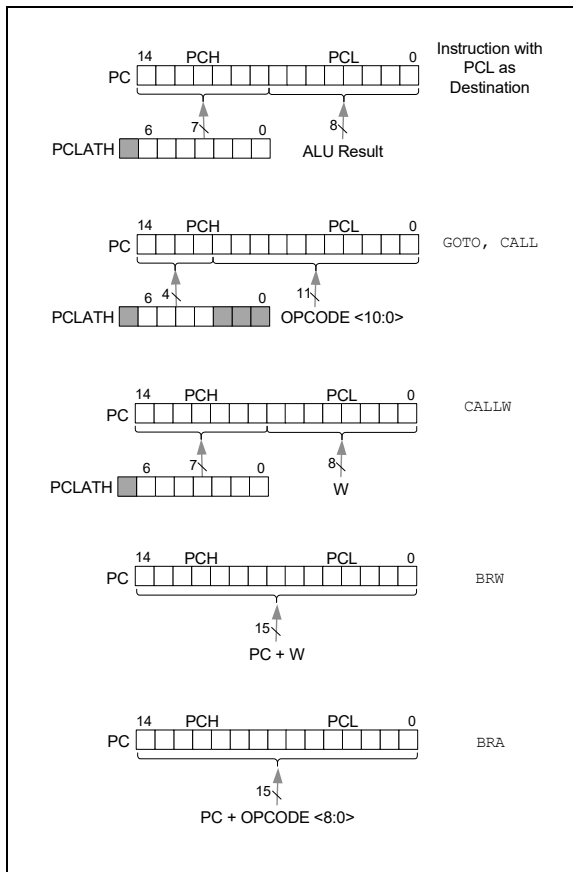 14 PCH PCL 0
PC
Instruction with
PCL as
Destination
6 7 0 8
PCLATH
ALU Result
14 PCH PCL 0
PC
GOTO, CALL
6 4 0 11
PCLATH
OPCODE <10:0>
14 PCH PCL 0
PC
CALLW
6 7 0 8
PCLATH
W
14 PCH PCL 0
PC
BRW
15
PC + W
14 PCH PCL 0
PC
BRA
15
PC + OPCODE <8:0>